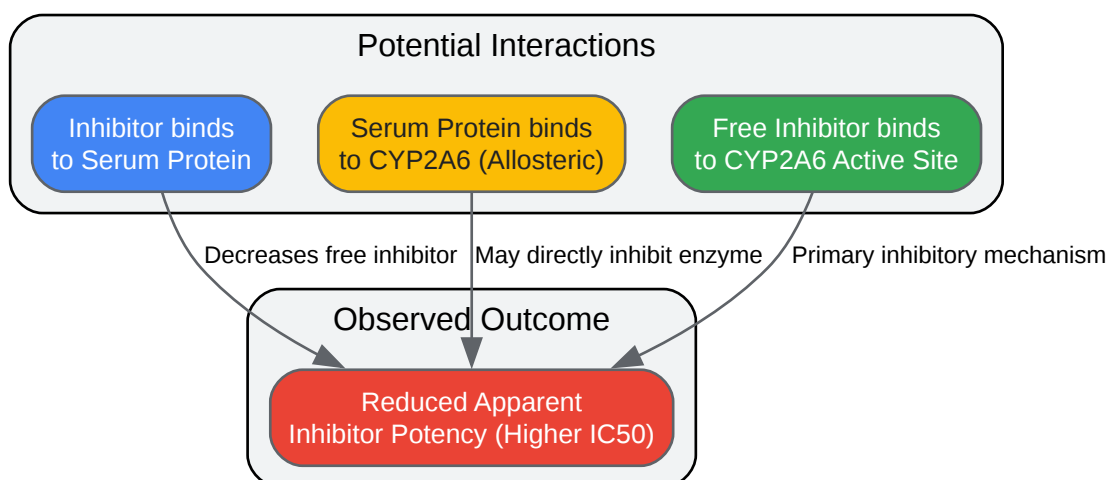 Potential Interactions
Inhibitor binds
to Serum Protein
Serum Protein binds
to CYP2A6 (Allosteric)
Free Inhibitor binds
to CYP2A6 Active Site
Decreases free inhibitor
May directly inhibit enzyme
Primary inhibitory mechanism
Observed Outcome
Reduced Apparent
Inhibitor Potency (Higher IC50)